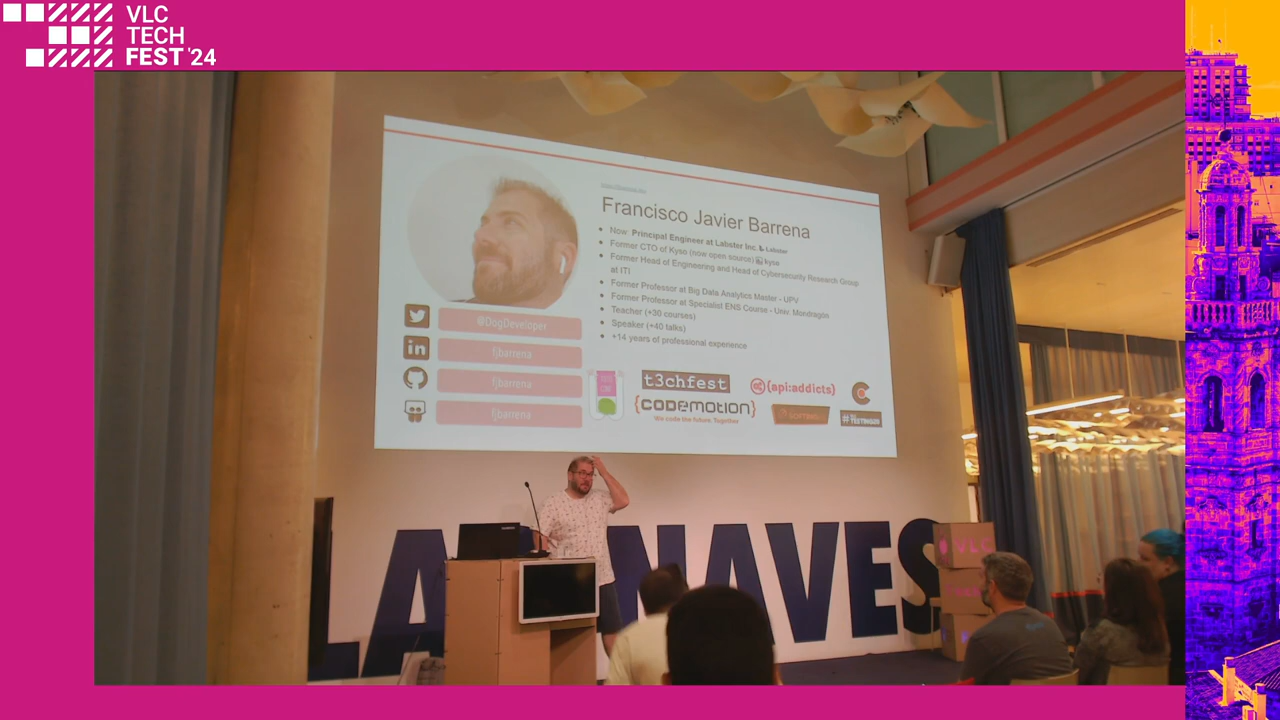 VLC
TECH
FEST '24
Francisco Javier Barrena
Now Principal Engineer at Labster Inc. Labster
Former CTO of Kyso (now open source) kyso
Former Head of Engineering and Head of Cybersecurity Research Group
at ITI
Former Professor at Big Data Analytics Master - UPV
Former Professor at Specialist ENS Course - Univ. Mondragon
Teacher (+30 courses)
Speaker (+40 talks)
+14 years of professional experience
@DogDeveloper
fjbarrena
fjbarrena
fjbarrena
t3chfest
{api:addicts}
{CODEMOTION}
We code the future. Together
LAS NAVES
VLC